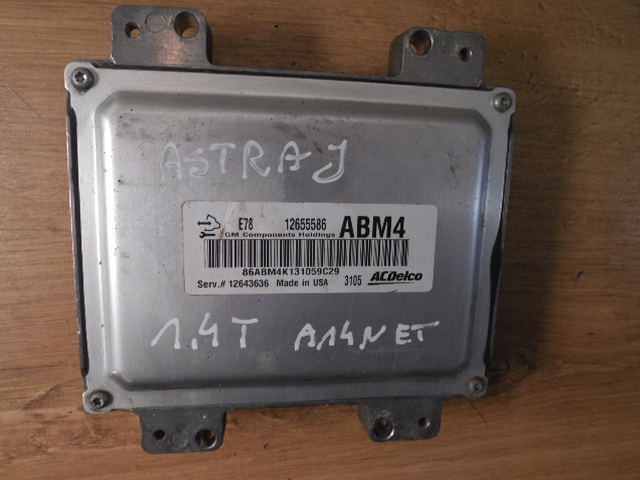 ASTRA J
E78 12655586 ABM4
GM Components Holdings
86ABM4K131059C29
Serv.# 12643636 Made in USA 3105 ACDelco
1.4T A14NET